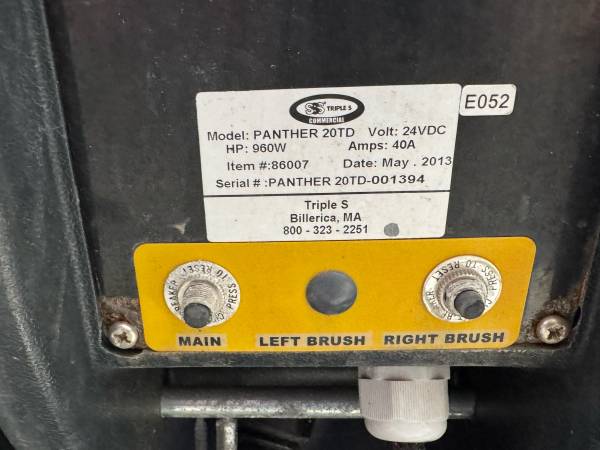 SSS TRIPLE S
COMMERCIAL
E052
Model: PANTHER 20TD Volt: 24VDC
HP: 960W Amps: 40A
Item #:86007 Date: May . 2013
Serial # :PANTHER 20TD-001394
Triple S
Billerica, MA
800 - 323 - 2251
PRESS TO RESET
PRESS TO RESET
MAIN LEFT BRUSH RIGHT BRUSH